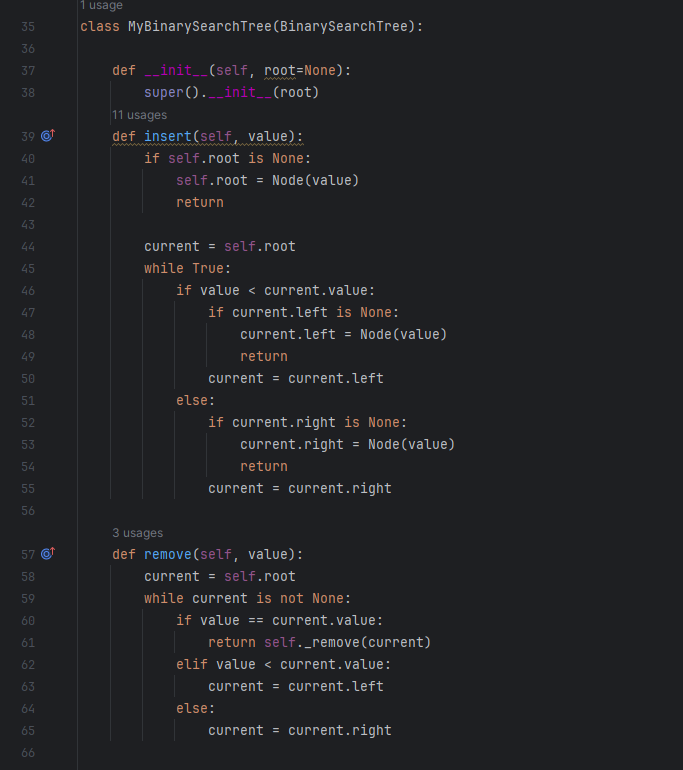 1 usage
35 class MyBinarySearchTree(BinarySearchTree):
36
37     def __init__(self, root=None):
38         super().__init__(root)
11 usages
39     def insert(self, value):
40         if self.root is None:
41             self.root = Node(value)
42             return
43
44         current = self.root
45         while True:
46             if value < current.value:
47                 if current.left is None:
48                     current.left = Node(value)
49                     return
50                 current = current.left
51             else:
52                 if current.right is None:
53                     current.right = Node(value)
54                     return
55                 current = current.right
56
3 usages
57     def remove(self, value):
58         current = self.root
59         while current is not None:
60             if value == current.value:
61                 return self._remove(current)
62             elif value < current.value:
63                 current = current.left
64             else:
65                 current = current.right
66